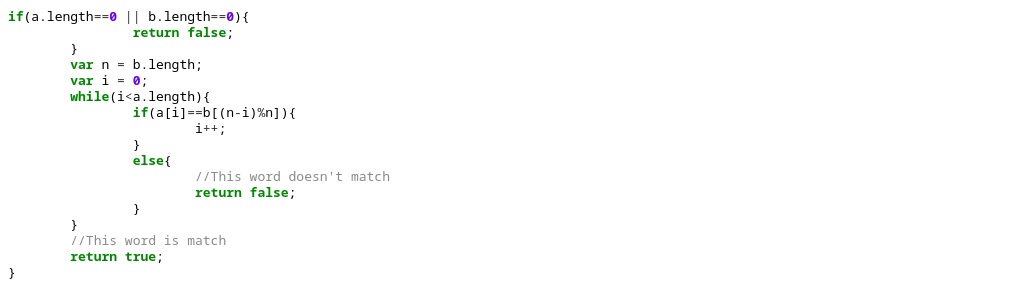 if(a.length==0 || b.length==0){
return false;
}
var n = b.length;
var i = 0;
while(i<a.length){
if(a[i]==b[(n-i)%n]){
i++;
}
else{
//This word doesn't match
return false;
}
}
//This word is match
return true;
}